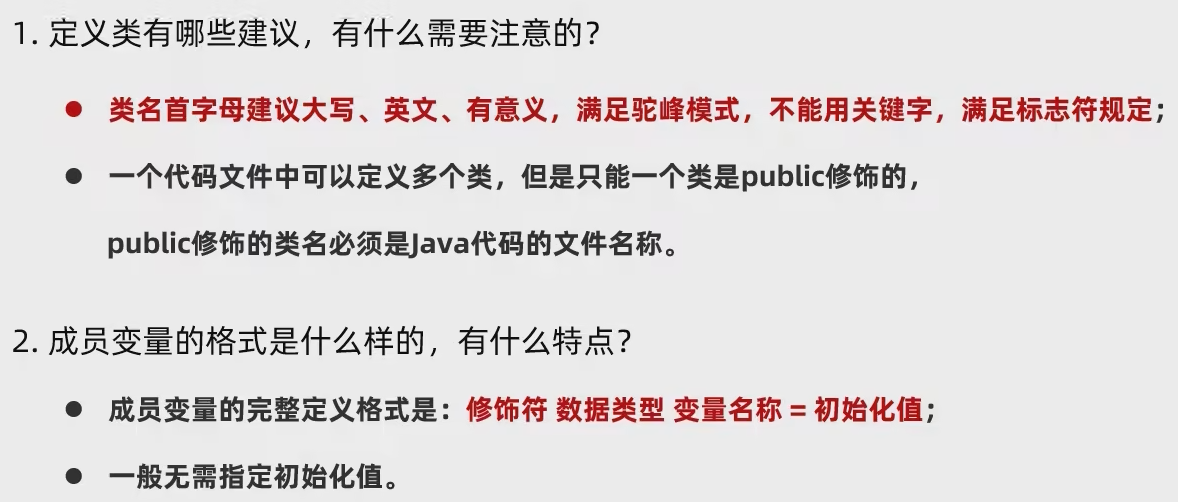 1. 定义类有哪些建议，有什么需要注意的？
● 类名首字母建议大写、英文、有意义，满足驼峰模式，不能用关键字，满足标志符规定；
● 一个代码文件中可以定义多个类，但是只能一个类是public修饰的，
public修饰的类名必须是Java代码的文件名称。
2. 成员变量的格式是什么样的，有什么特点？
● 成员变量的完整定义格式是：修饰符 数据类型 变量名称 = 初始化值；
● 一般无需指定初始化值。